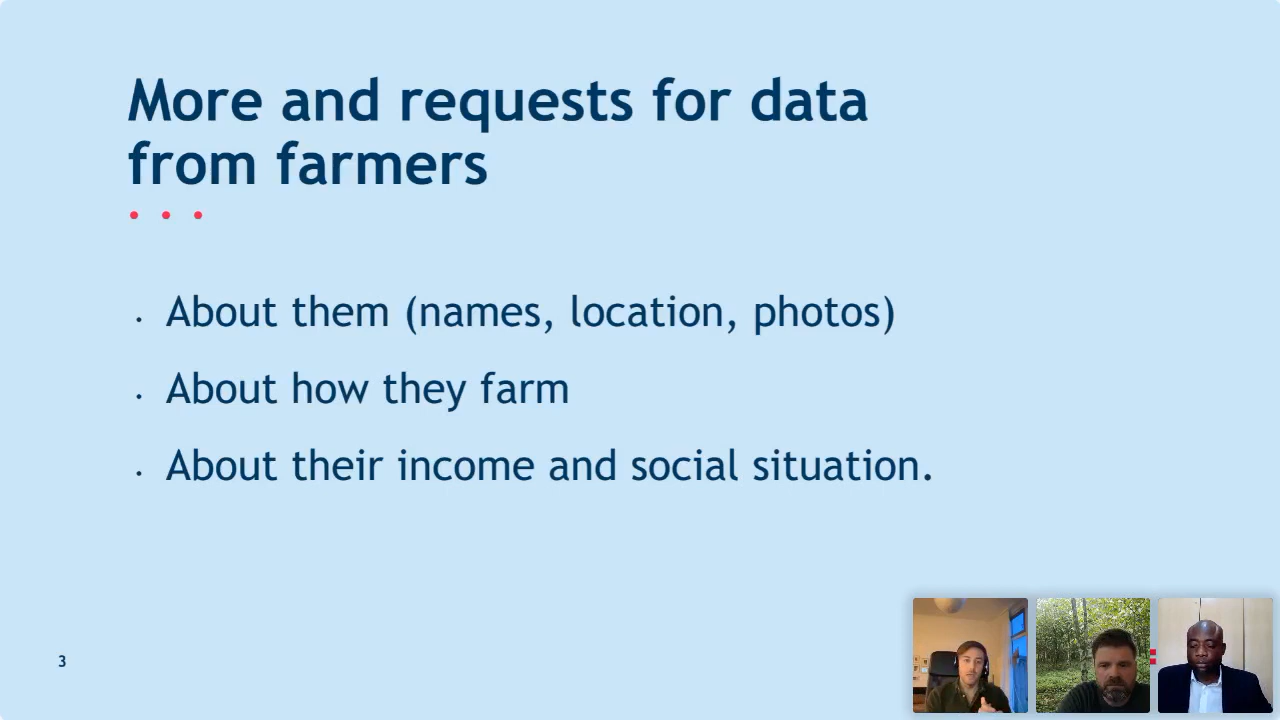 More and requests for data
from farmers
· About them (names, location, photos)
· About how they farm
· About their income and social situation.
3